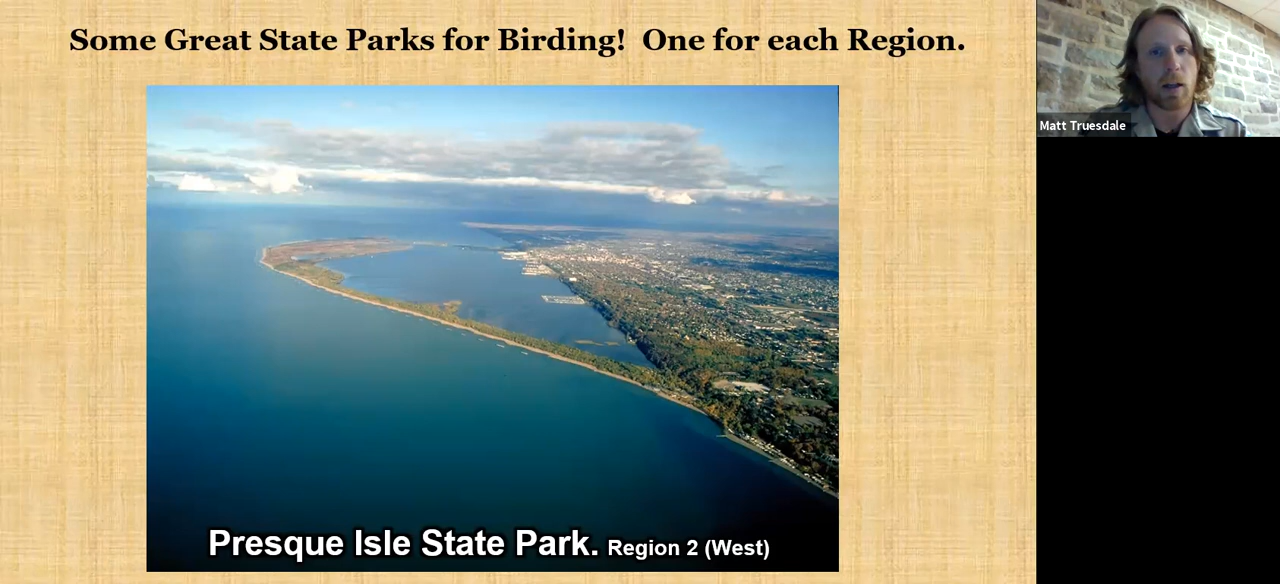 Some Great State Parks for Birding!  One for each Region.
Matt Truesdale
Presque Isle State Park. Region 2 (West)